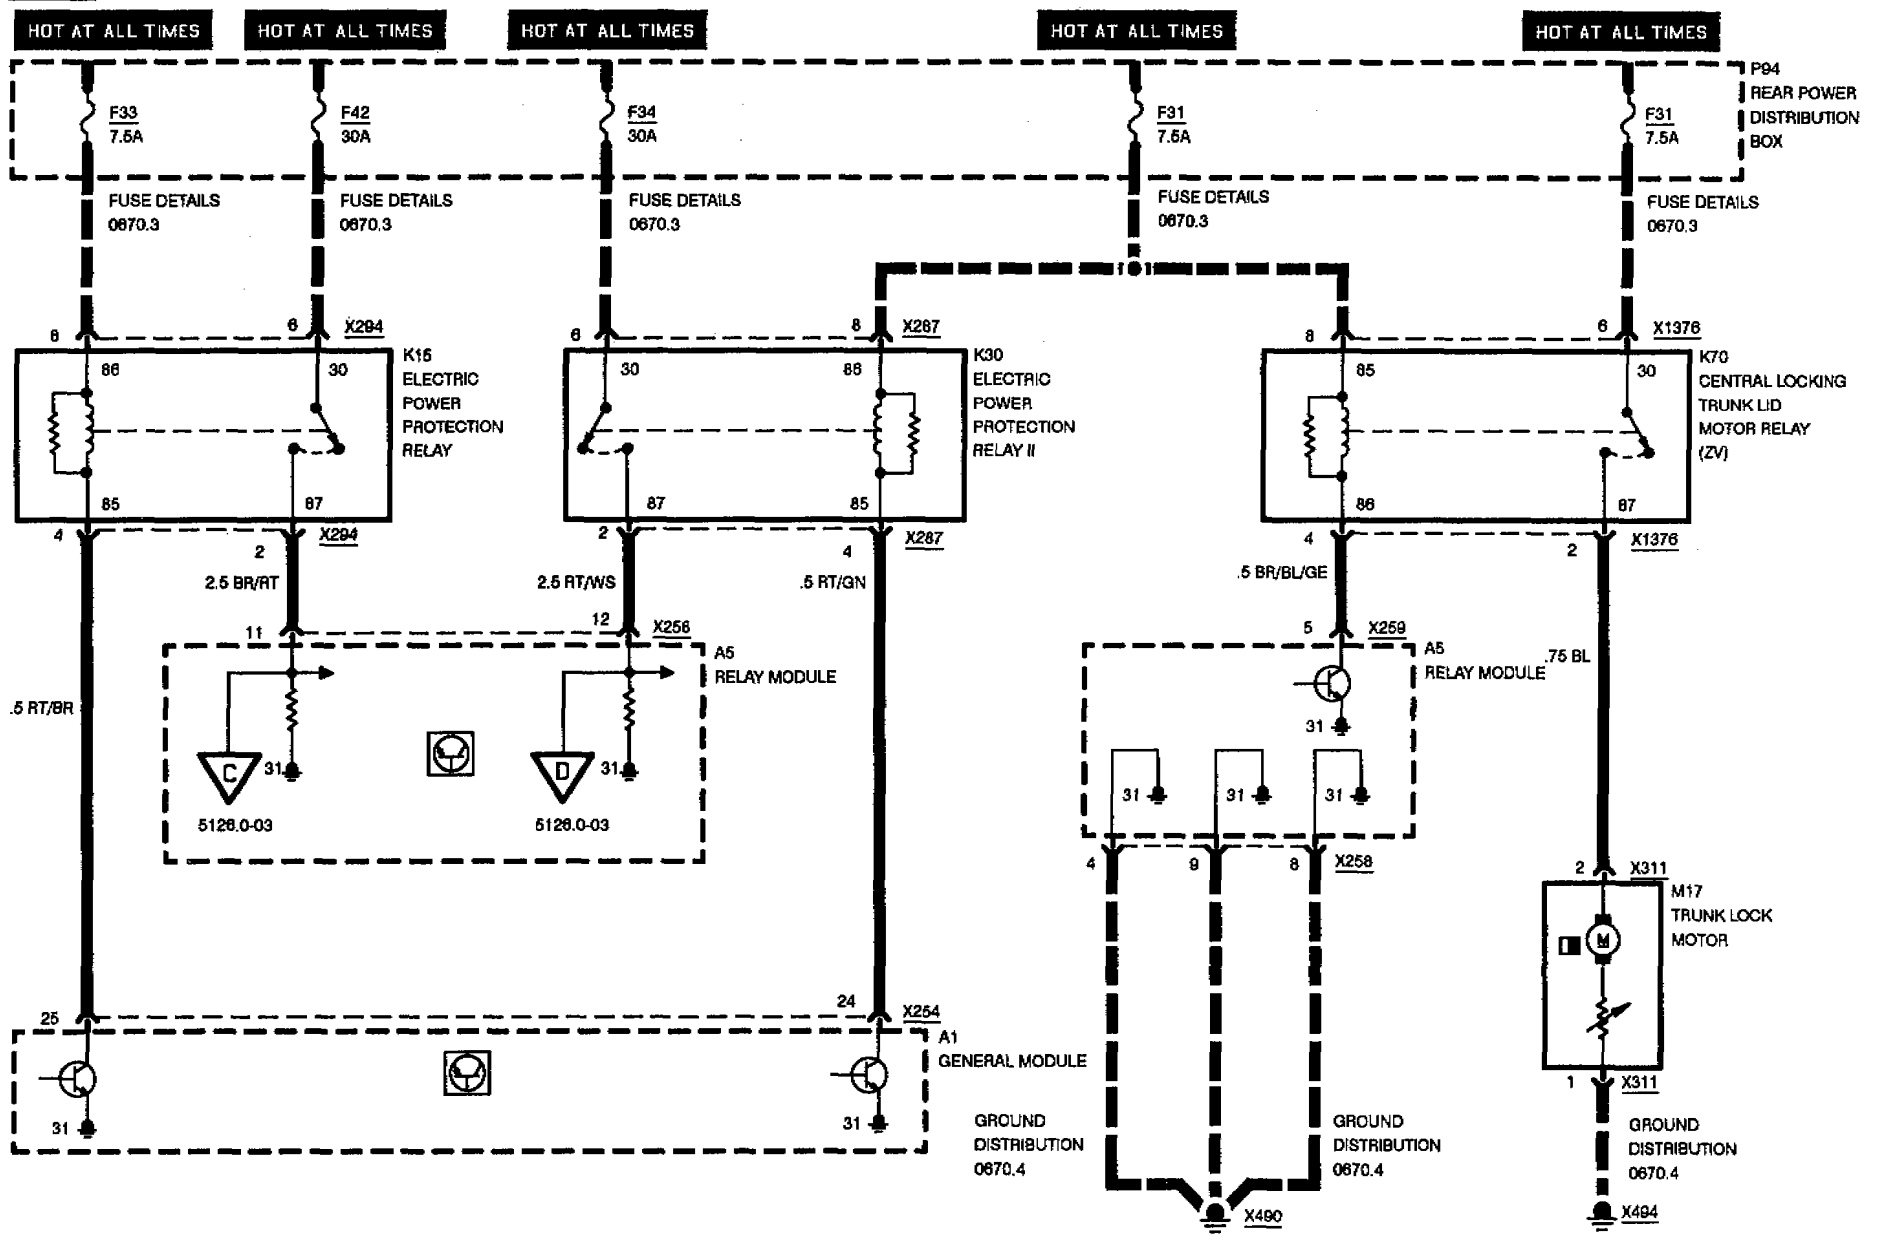 HOT AT ALL TIMES
HOT AT ALL TIMES
HOT AT ALL TIMES
HOT AT ALL TIMES
HOT AT ALL TIMES
F33
7.5A
F42
30A
F34
30A
F31
7.5A
F31
7.5A
P94
REAR POWER
DISTRIBUTION
BOX
FUSE DETAILS
0670.3
FUSE DETAILS
0670.3
FUSE DETAILS
0670.3
FUSE DETAILS
0670.3
FUSE DETAILS
0670.3
8
6
X294
6
8
X287
8
6
X1376
86
30
K15
ELECTRIC
POWER
PROTECTION
RELAY
30
86
K30
ELECTRIC
POWER
PROTECTION
RELAY II
85
30
K70
CENTRAL LOCKING
TRUNK LID
MOTOR RELAY
(ZV)
85
87
87
85
86
87
4
2
X294
2
4
X287
4
2
X1376
2.5 BR/RT
2.5 RT/WS
.5 RT/GN
.5 BR/BL/GE
11
12
X256
5
X259
A5
RELAY MODULE
A5
RELAY MODULE
.75 BL
.5 RT/BR
31
C
31
D
31
31
31
31
5126.0-03
5126.0-03
4
9
8
X258
2
X311
M17
TRUNK LOCK
MOTOR
M
25
24
X254
A1
GENERAL MODULE
31
31
1
X311
GROUND
DISTRIBUTION
0670.4
GROUND
DISTRIBUTION
0670.4
GROUND
DISTRIBUTION
0670.4
X490
X494